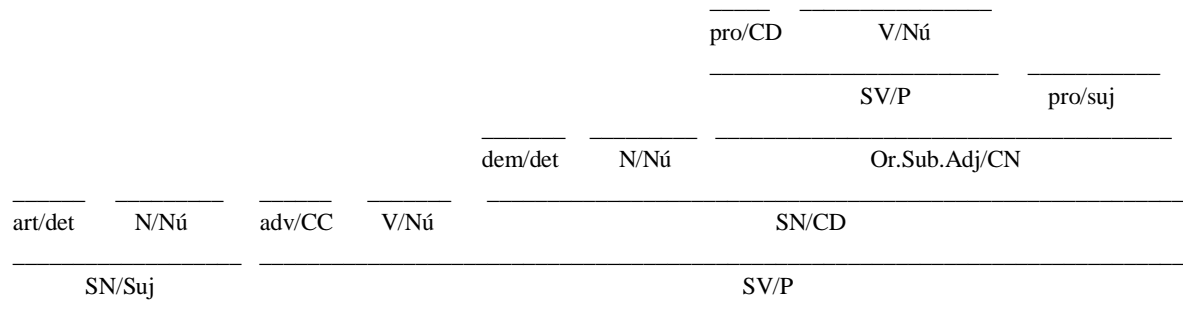 pro/CD V/Nú
SV/P pro/suj
dem/det N/Nú Or.Sub.Adj/CN
art/det N/Nú adv/CC V/Nú SN/CD
SN/Suj SV/P